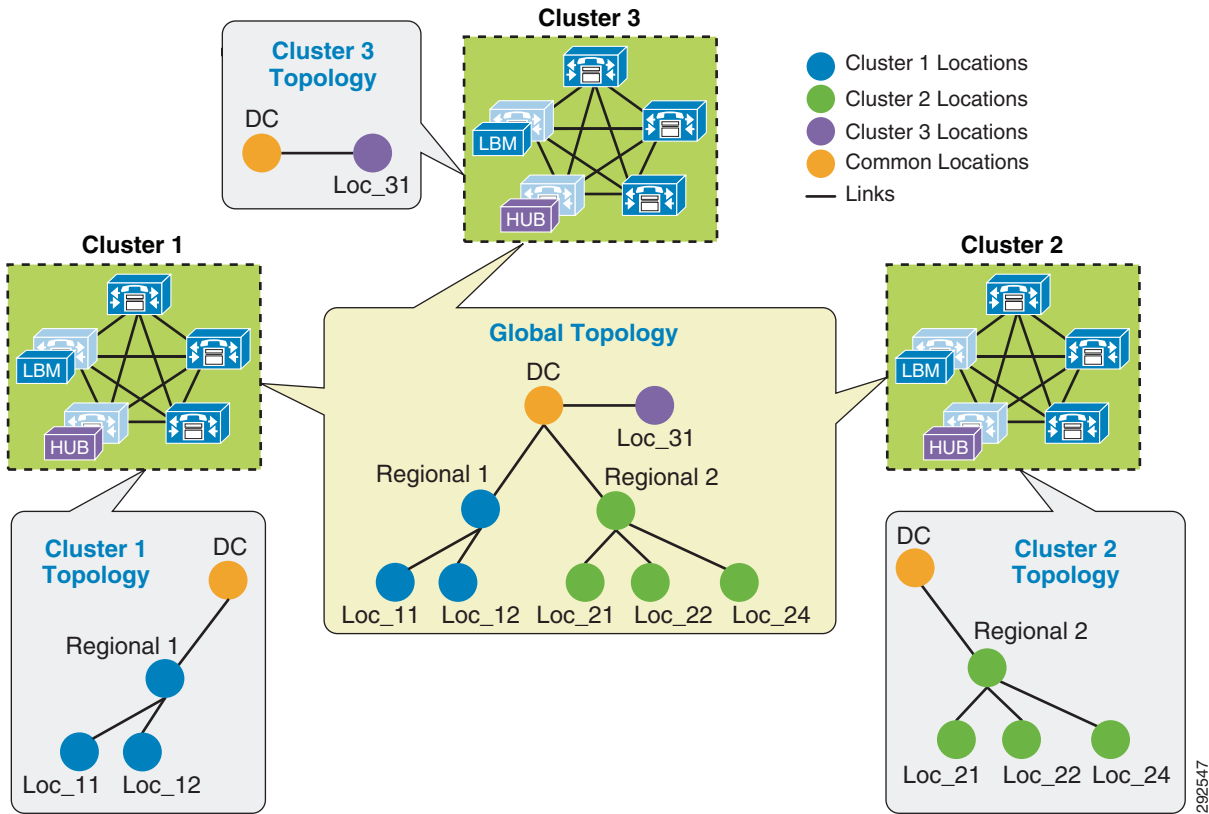 Cluster 3
Cluster 3
Topology
DC
Loc_31
LBM
HUB
Cluster 1 Locations
Cluster 2 Locations
Cluster 3 Locations
Common Locations
Links
Cluster 1
LBM
HUB
Cluster 2
LBM
HUB
Global Topology
DC
Loc_31
Regional 1
Regional 2
Loc_11
Loc_12
Loc_21
Loc_22
Loc_24
Cluster 1
Topology
DC
Regional 1
Loc_11
Loc_12
DC
Cluster 2
Topology
Regional 2
Loc_21
Loc_22
Loc_24
292547